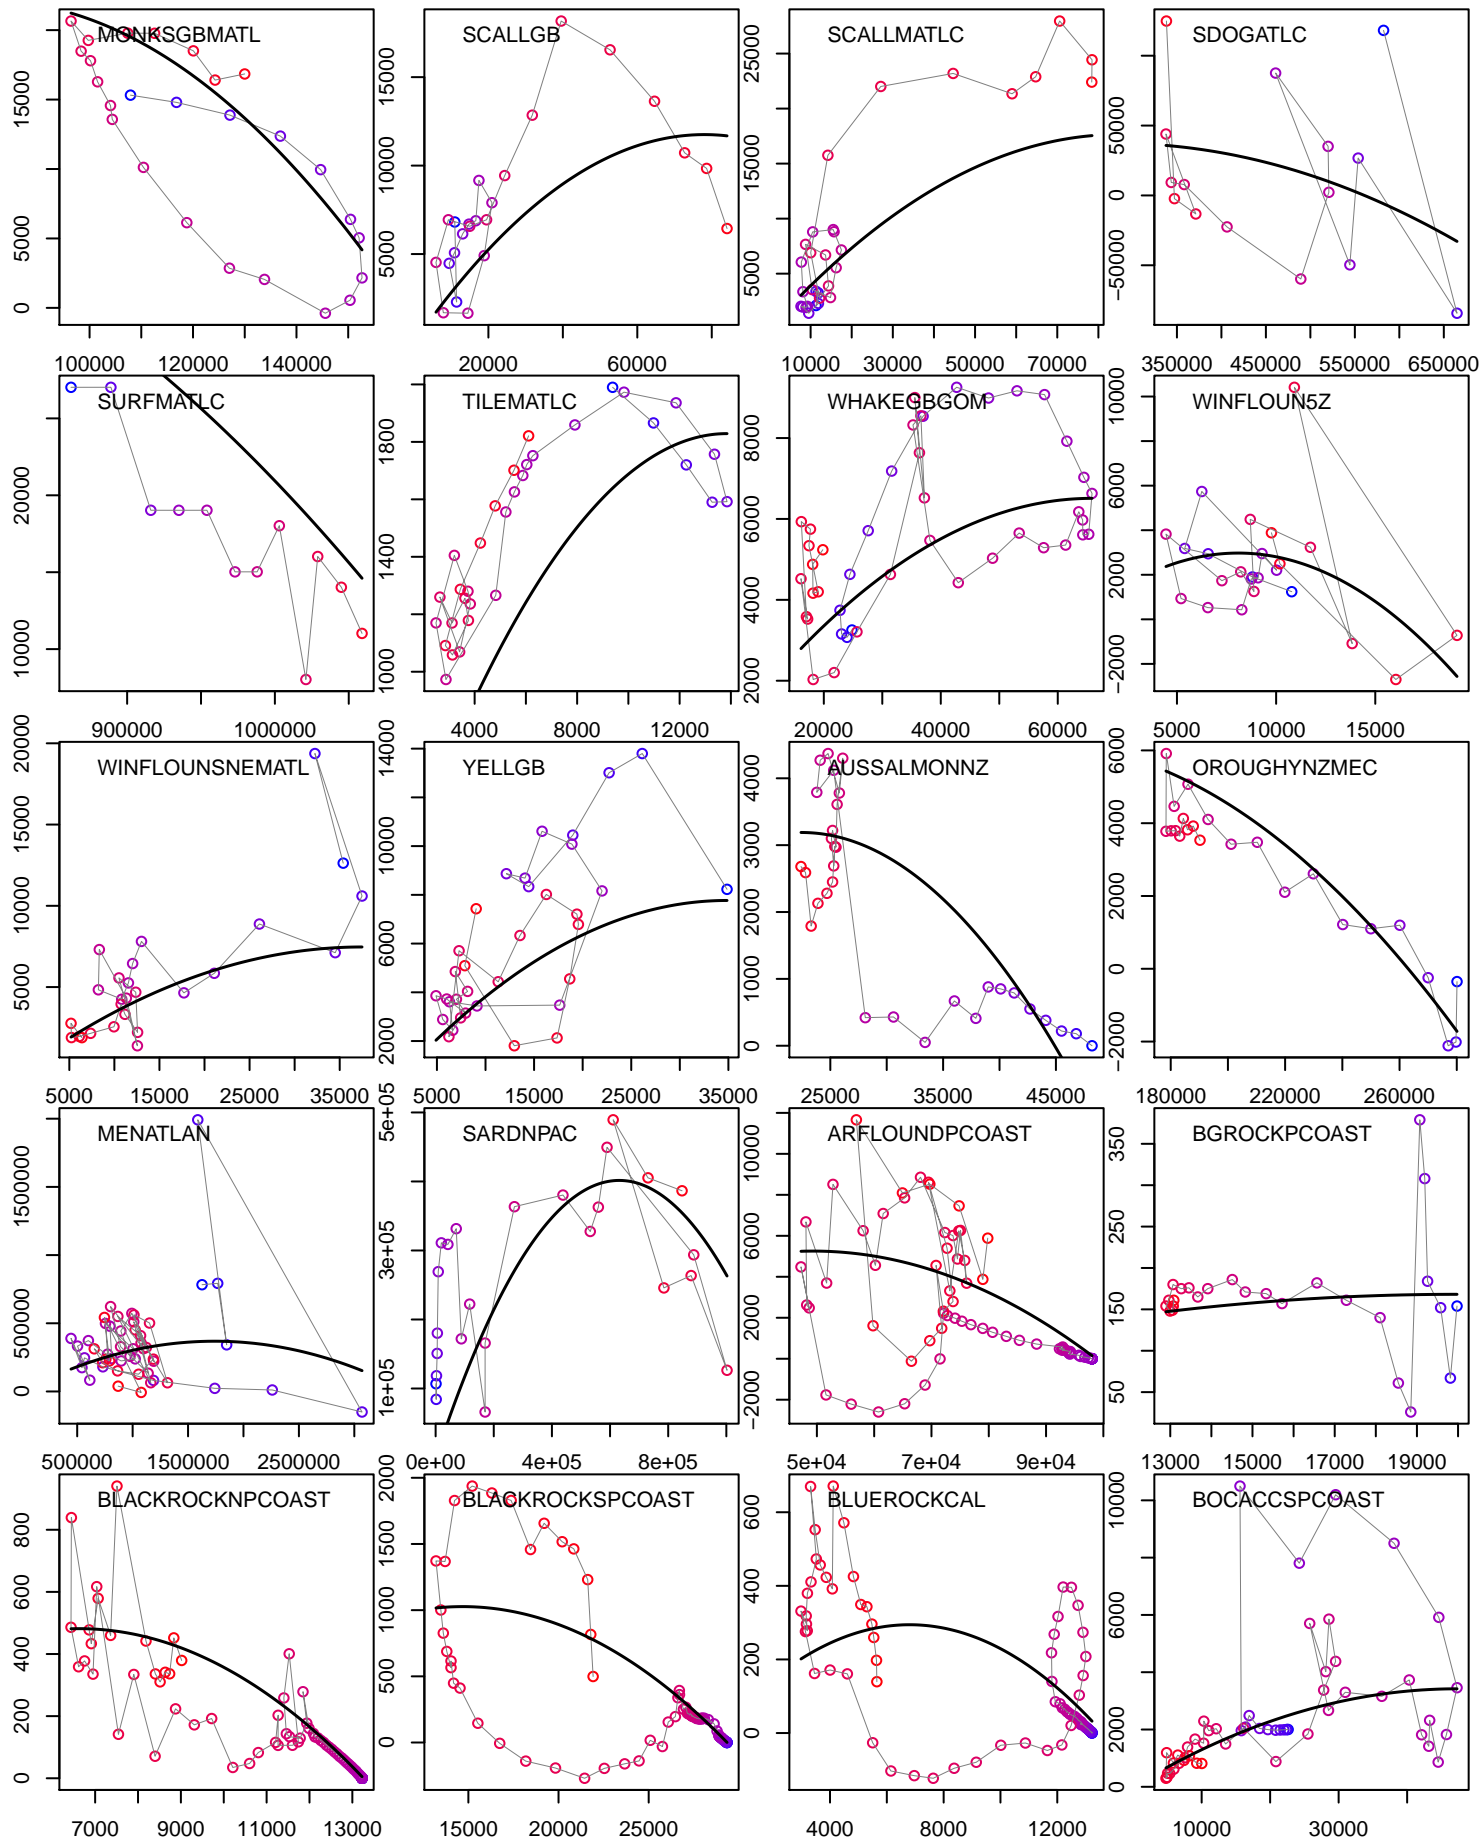 MONKSGBMATL SCALLGB SCALLMATLC SDOGATLC
0 5000 15000 5000 10000 15000 5000 15000 25000 −50000 0 50000
100000 120000 140000 20000 60000 10000 30000 50000 70000 350000 450000 550000 650000
SURFMATLC TILEMATLC WHAKEGBGOM WINFLOUN5Z
10000 20000 1000 1400 1800 2000 4000 6000 8000 −2000 2000 6000 10000
900000 1000000 4000 8000 12000 20000 40000 60000 5000 10000 15000
WINFLOUNSNEMATL YELLGB AUSSALMONNZ OROUGHYNZMEC
5000 10000 15000 20000 2000 6000 10000 14000 0 1000 2000 3000 4000 −2000 0 2000 4000 6000
5000 15000 25000 35000 5000 15000 25000 35000 25000 35000 45000 180000 220000 260000
MENATLAN SARDNPAC ARFLOUNDPCOAST BGROCKPCOAST
0 500000 1500000 1e+05 3e+05 5e+05 −2000 2000 6000 10000 50 150 250 350
500000 1500000 2500000 0e+00 4e+05 8e+05 5e+04 7e+04 9e+04 13000 15000 17000 19000
BLACKROCKNPCOAST BLACKROCKSPCOAST BLUEROCKCAL BOCACCSPCOAST
0 200 400 600 800 0 500 1000 1500 2000 0 200 400 600 0 2000 6000 10000
7000 9000 11000 13000 15000 20000 25000 4000 8000 12000 10000 30000